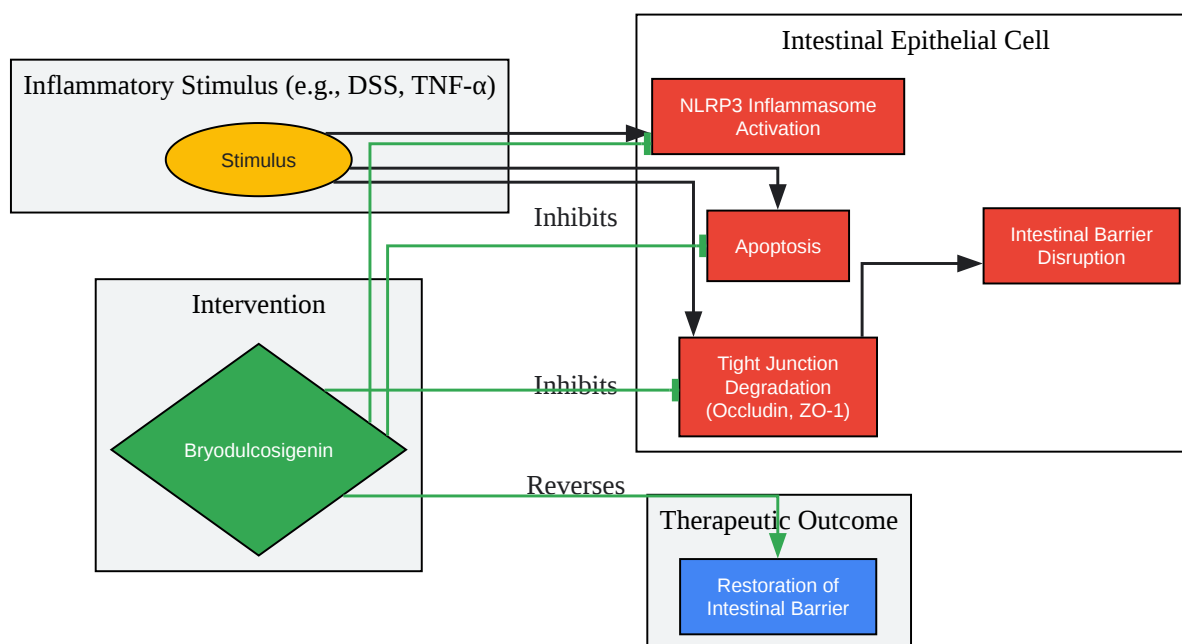 Intestinal Epithelial Cell
Inflammatory Stimulus (e.g., DSS, TNF-α)
NLRP3 Inflammasome
Activation
Stimulus
Inhibits
Apoptosis
Intestinal Barrier
Disruption
Intervention
Tight Junction
Degradation
(Occludin, ZO-1)
Inhibits
Bryodulcosigenin
Reverses
Therapeutic Outcome
Restoration of
Intestinal Barrier